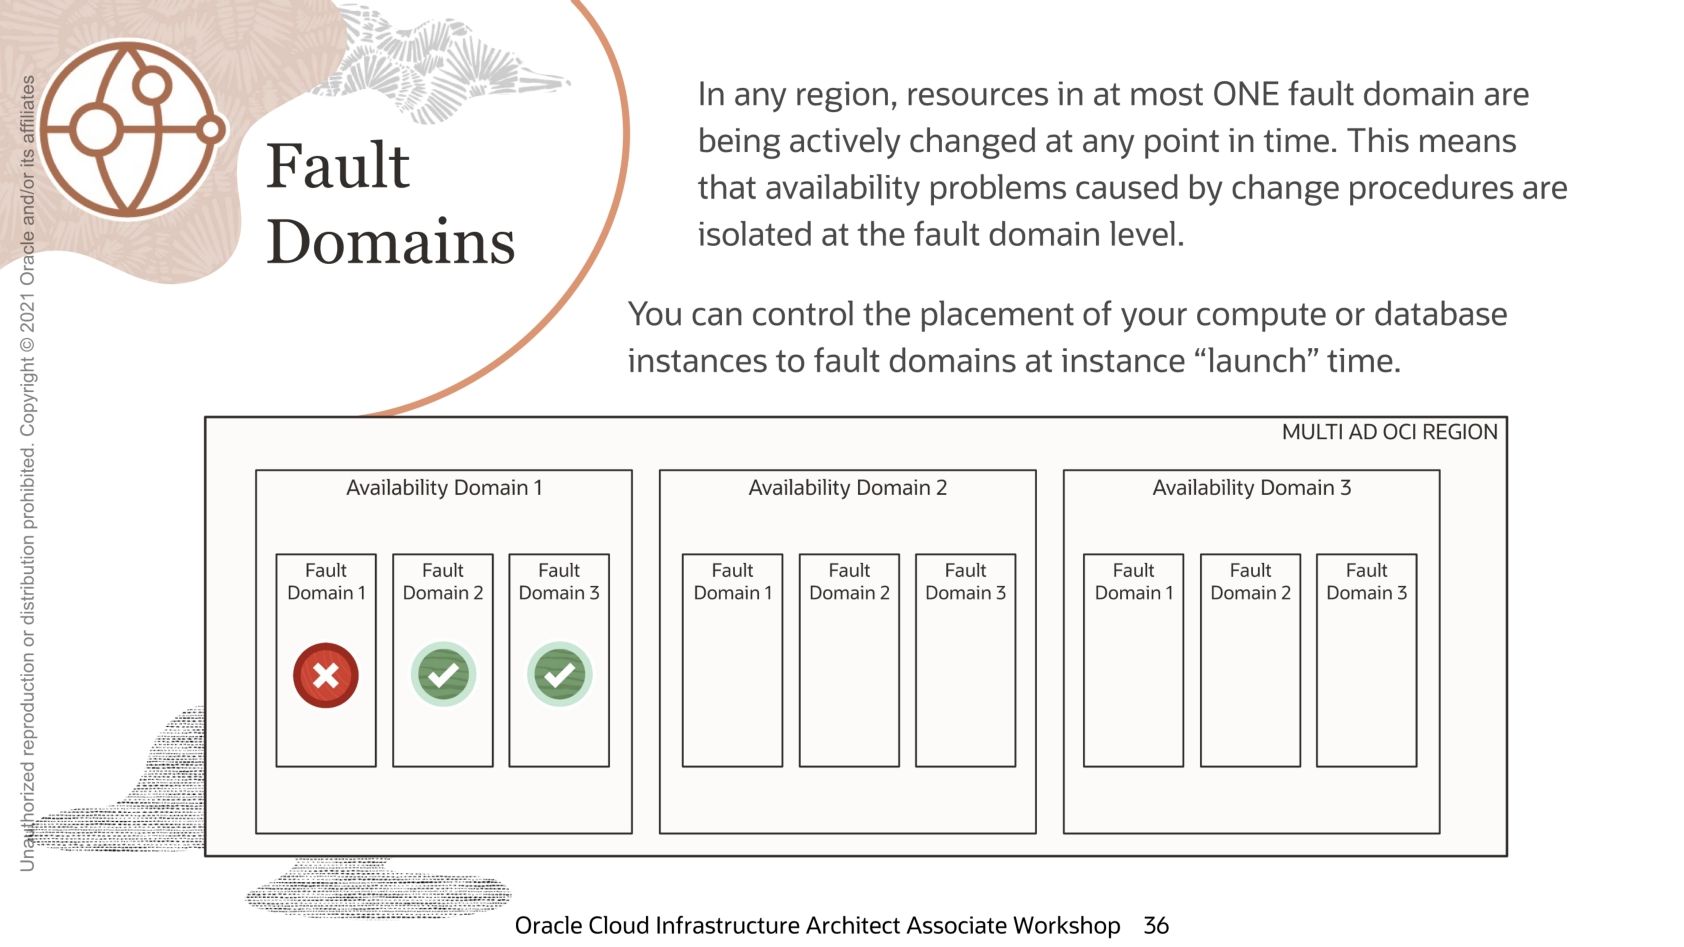 Fault
Domains
In any region, resources in at most ONE fault domain are
being actively changed at any point in time. This means
that availability problems caused by change procedures are
isolated at the fault domain level.
You can control the placement of your compute or database
instances to fault domains at instance “launch” time.
MULTI AD OCI REGION
Availability Domain 1
Fault
Domain 1
Fault
Domain 2
Fault
Domain 3
Availability Domain 2
Fault
Domain 1
Fault
Domain 2
Fault
Domain 3
Availability Domain 3
Fault
Domain 1
Fault
Domain 2
Fault
Domain 3
Unauthorized reproduction or distribution prohibited. Copyright © 2021 Oracle and/or its affiliates
Oracle Cloud Infrastructure Architect Associate Workshop 36